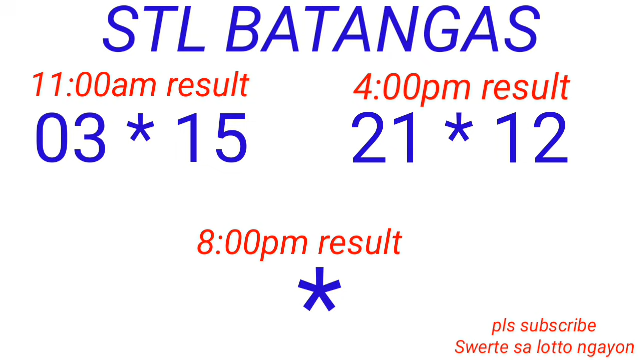 STL BATANGAS
11:00am result
03 * 15
4:00pm result
21 * 12
8:00pm result
*
pls subscribe
Swerte sa lotto ngayon